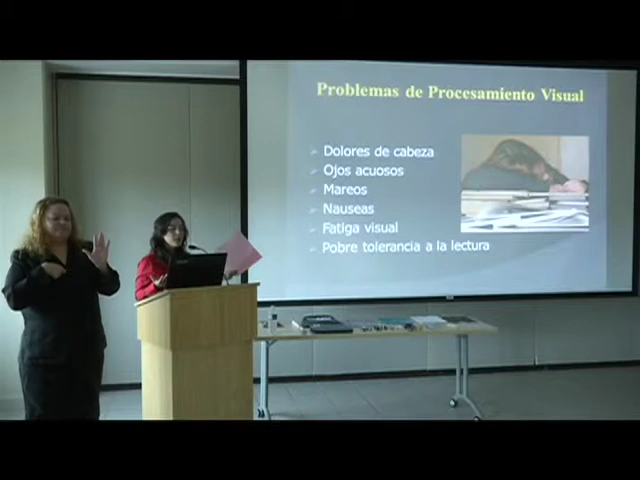 Problemas de Procesamiento Visual
Dolores de cabeza
Ojos acuosos
Mareos
Nauseas
Fatiga visual
Pobre tolerancia a la lectura